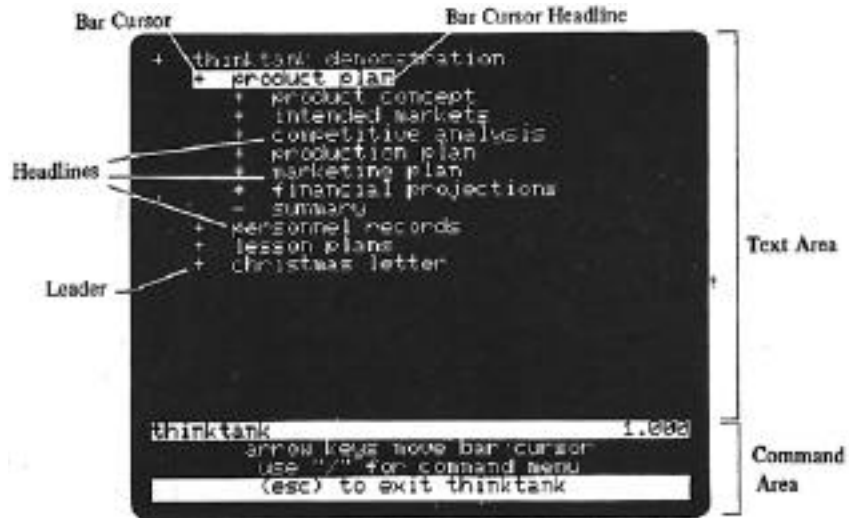 Bar Cursor
Bar Cursor Headline
+ thinktank demonstration
+ product plan
+ product concept
+ intended markets
+ competitive analysis
+ production plan
+ marketing plan
+ financial projections
- summary
+ personnel records
+ lesson plans
+ christmas letter
Headlines
Leader
Text Area
thinktank 1.000
arrow keys move bar cursor
use "/" for command menu
(esc) to exit thinktank
Command
Area